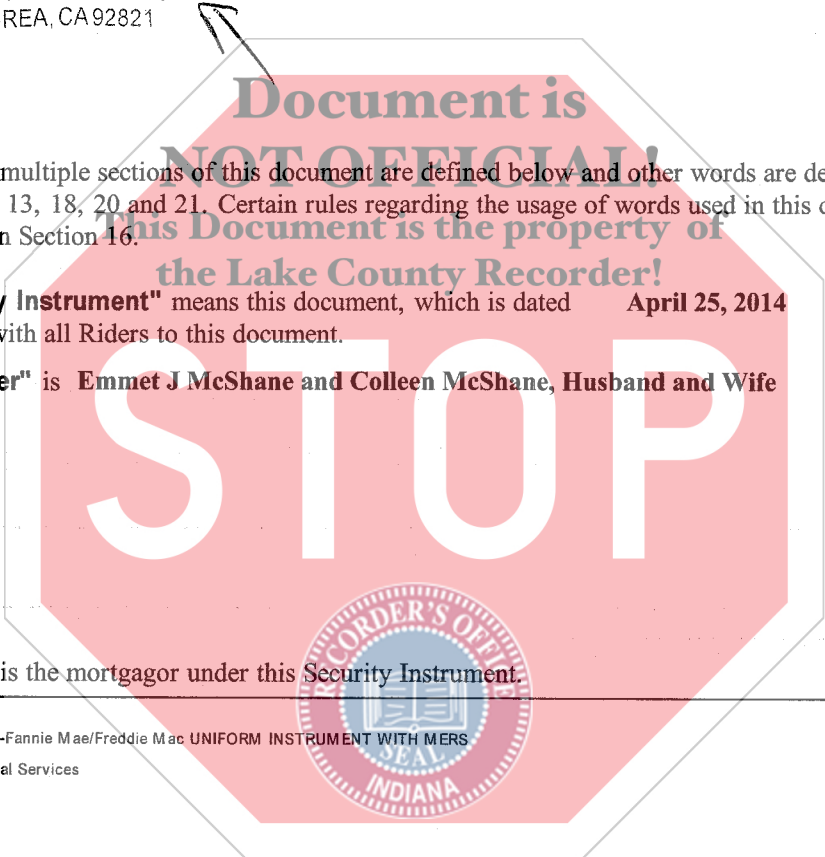 REA, CA 92821
Document is
multiple sections of this document are defined below and other words are de
NOT OFFICIAL!
13, 18, 20 and 21. Certain rules regarding the usage of words used in this
This Document is the property of
n Section 16.
the Lake County Recorder!
y Instrument" means this document, which is dated April 25, 2014
with all Riders to this document.
er" is Emmet J McShane and Colleen McShane, Husband and Wife
STOP
RECORDER'S OFFICE
is the mortgagor under this Security Instrument.
-Fannie Mae/Freddie Mac UNIFORM INSTRUMENT WITH MERS
SEAL
al Services
INDIANA